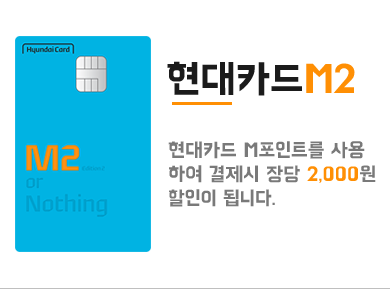 Hyundai Card
현대카드M2
M2
or
Nothing
현대카드 M포인트를 사용
하여 결제시 장당 2,000원
할인이 됩니다.